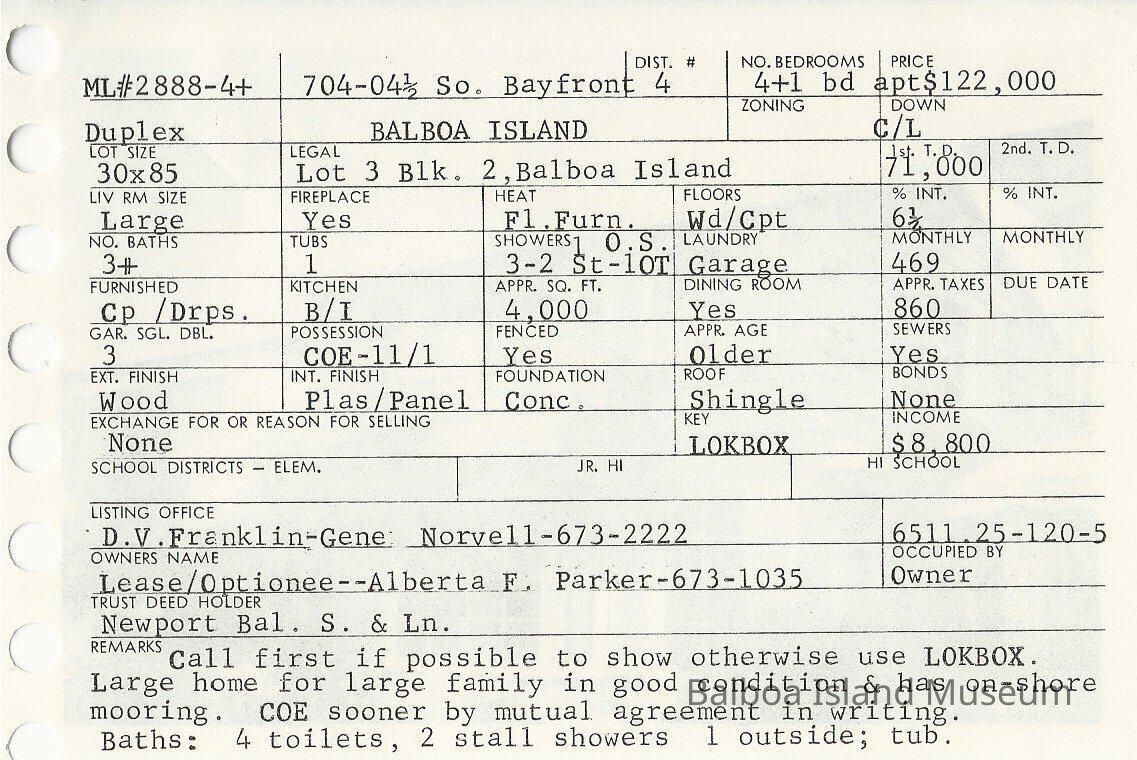 DIST. # NO. BEDROOMS PRICE
ML#2888-4+ 704-04½ So. Bayfront 4 4+1 bd apt $122,000
ZONING DOWN
Duplex BALBOA ISLAND C/L
LOT SIZE LEGAL 1st. T. D. 2nd. T. D.
30x85 Lot 3 Blk. 2,Balboa Island 71,000
LIV RM SIZE FIREPLACE HEAT FLOORS % INT. % INT.
Large Yes Fl.Furn. Wd/Cpt 6½
NO. BATHS TUBS SHOWERS 1 O.S. LAUNDRY MONTHLY MONTHLY
3+ 1 3-2 St-1OT Garage 469
FURNISHED KITCHEN APPR. SQ. FT. DINING ROOM APPR. TAXES DUE DATE
Cp /Drps. B/I 4,000 Yes 860
GAR. SGL. DBL. POSSESSION FENCED APPR. AGE SEWERS
3 COE-11/1 Yes Older Yes
EXT. FINISH INT. FINISH FOUNDATION ROOF BONDS
Wood Plas/Panel Conc. Shingle None
EXCHANGE FOR OR REASON FOR SELLING KEY INCOME
None LOKBOX $8,800
SCHOOL DISTRICTS – ELEM. JR. HI HI SCHOOL
LISTING OFFICE
D.V.Franklin-Gene Norvell-673-2222 6511.25-120-5
OWNERS NAME OCCUPIED BY
Lease/Optionee--Alberta F. Parker-673-1035 Owner
TRUST DEED HOLDER
Newport Bal. S. & Ln.
REMARKS Call first if possible to show otherwise use LOKBOX.
Large home for large family in good condition & has on-shore
Balboa Island Museum
mooring. COE sooner by mutual agreement in writing.
Baths: 4 toilets, 2 stall showers 1 outside; tub.